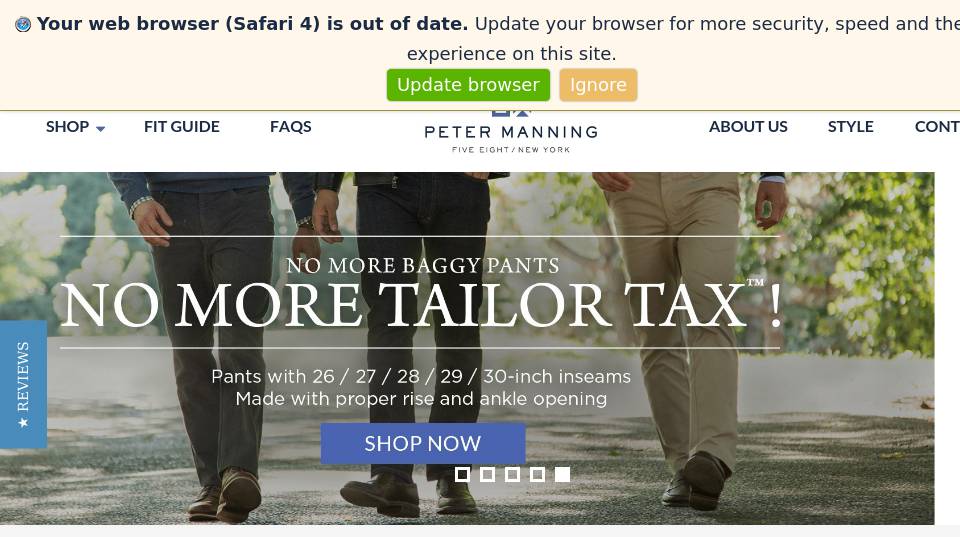 Your web browser (Safari 4) is out of date. Update your browser for more security, speed and the
experience on this site.
Update browser Ignore
SHOP FIT GUIDE FAQS PETER MANNING ABOUT US STYLE CONT
FIVE EIGHT / NEW YORK
NO MORE BAGGY PANTS
NO MORE TAILOR TAX™!
★ REVIEWS
Pants with 26 / 27 / 28 / 29 / 30-inch inseams
Made with proper rise and ankle opening
SHOP NOW